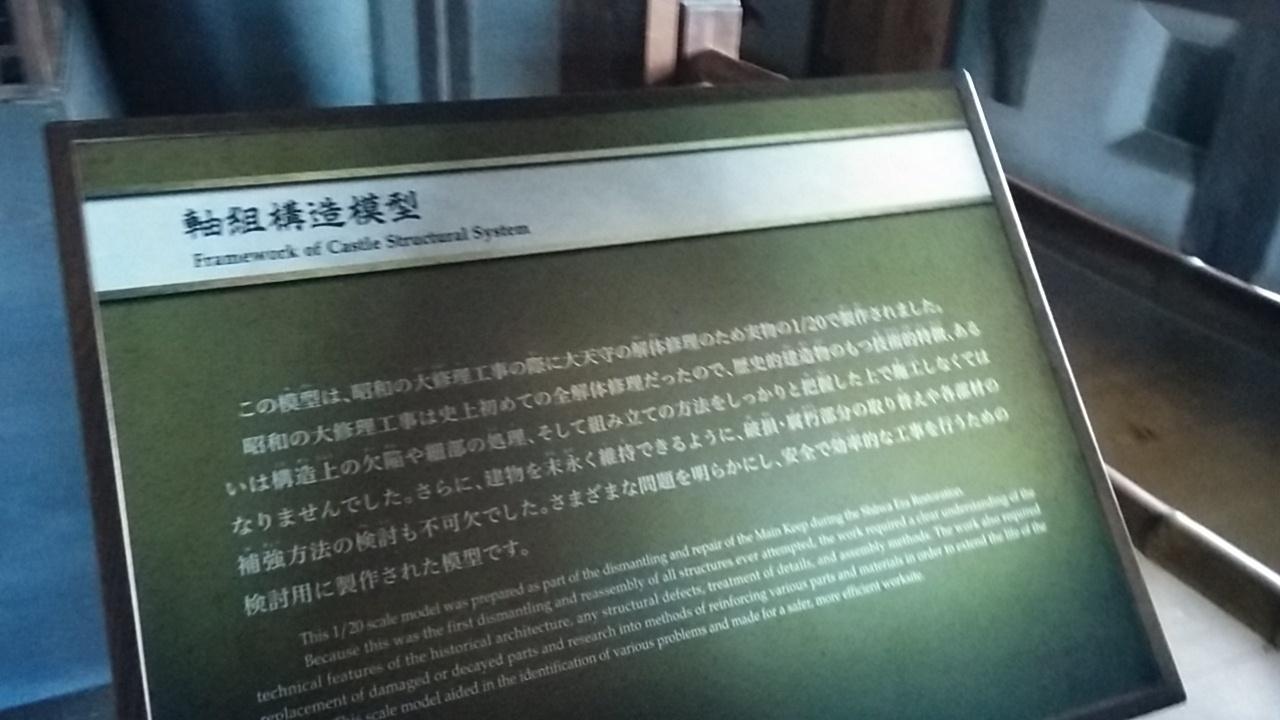 軸組構造模型
Framework of Castle Structural System
この模型は、昭和の大修理工事の際に大天守の解体修理のため実物の1/20で製作されました。
昭和の大修理工事は史上初めての全解体修理だったので、歴史的建造物のもつ技術的特徴、ある
いは構造上の欠陥や細部の処理、そして組み立ての方法をしっかりと把握した上で施工しなくては
なりませんでした。さらに、建物を末永く維持できるように、破損・腐朽部分の取り替えや各部材の
補強方法の検討も不可欠でした。さまざまな問題を明らかにし、安全で効率的な工事を行うための
検討用に製作された模型です。
This 1/20 scale model was prepared as part of the dismantling and repair of the Main Keep during the Showa Era Restoration.
Because this was the first dismantling and reassembly of all structures ever attempted, the work required a clear understanding of the
technical features of the historical architecture, any structural defects, treatment of details, and assembly methods. The work also required
replacement of damaged or decayed parts and research into methods of reinforcing various parts and materials in order to extend the life of the
This scale model aided in the identification of various problems and made for a safer, more efficient worksite.